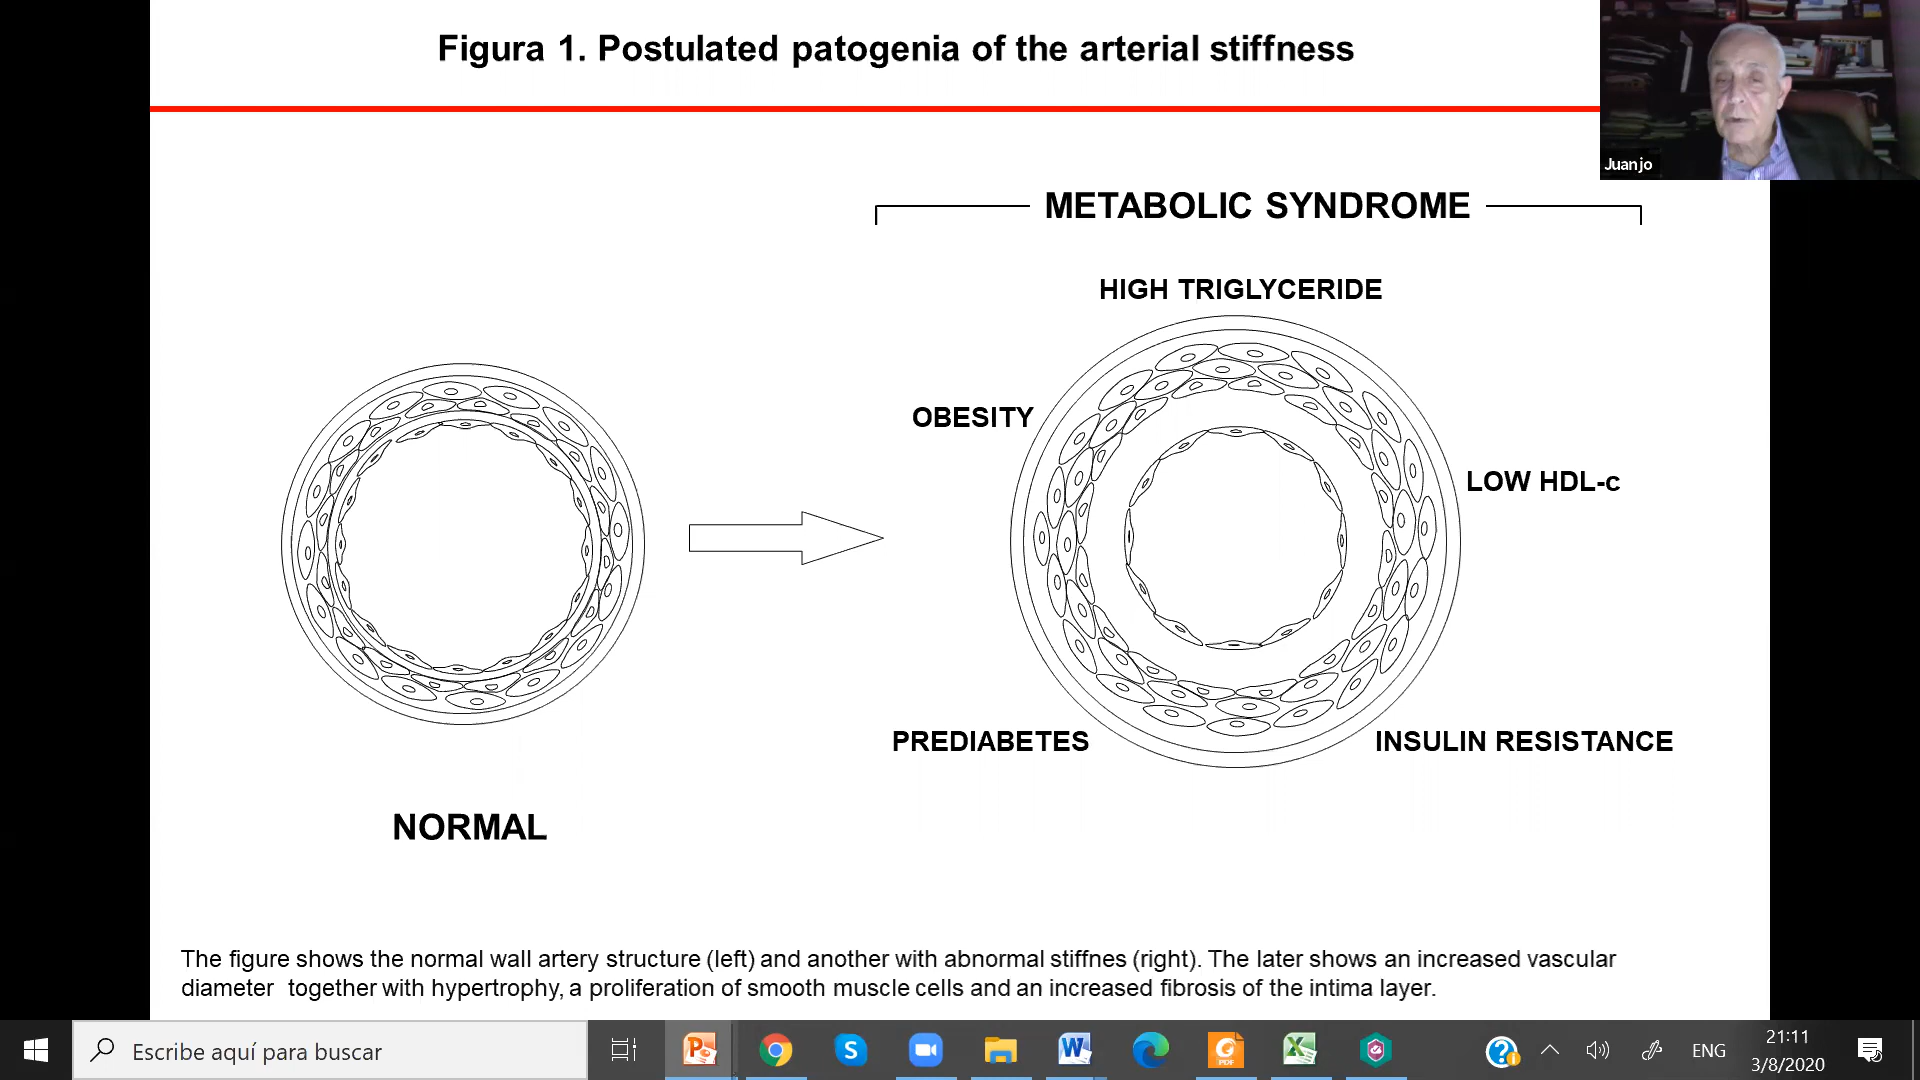 Figura 1. Postulated patogenia of the arterial stiffness
Juanjo
METABOLIC SYNDROME
HIGH TRIGLYCERIDE
OBESITY
LOW HDL-c
PREDIABETES
INSULIN RESISTANCE
NORMAL
The figure shows the normal wall artery structure (left) and another with abnormal stiffnes (right). The later shows an increased vascular
diameter together with hypertrophy, a proliferation of smooth muscle cells and an increased fibrosis of the intima layer.
Escribe aquí para buscar
ENG
21:11
3/8/2020
PDF